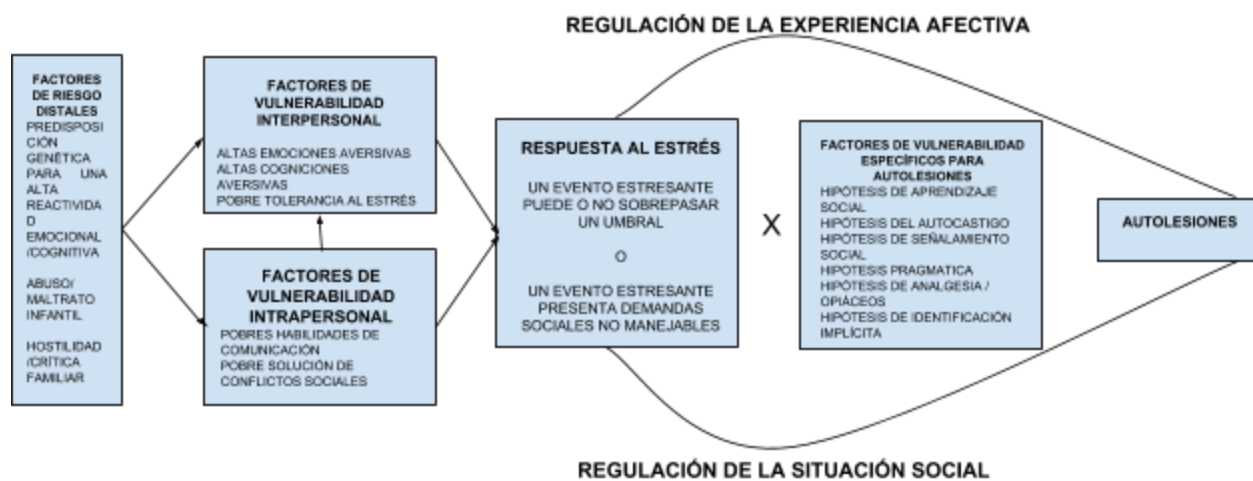 REGULACIÓN DE LA EXPERIENCIA AFECTIVA
FACTORES
DE RIESGO
DISTALES
PREDISPOSI
CIÓN
GENÉTICA
PARA UNA
ALTA
REACTIVIDA
D
EMOCIONAL
/COGNITIVA
ABUSO/
MALTRATO
INFANTIL
HOSTILIDAD
/CRÍTICA
FAMILIAR
FACTORES DE
VULNERABILIDAD
INTERPERSONAL
ALTAS EMOCIONES AVERSIVAS
ALTAS COGNICIONES
AVERSIVAS
POBRE TOLERANCIA AL ESTRÉS
FACTORES DE
VULNERABILIDAD
INTRAPERSONAL
POBRES HABILIDADES DE
COMUNICACIÓN
POBRE SOLUCIÓN DE
CONFLICTOS SOCIALES
RESPUESTA AL ESTRÉS
UN EVENTO ESTRESANTE
PUEDE O NO SOBREPASAR
UN UMBRAL
O
UN EVENTO ESTRESANTE
PRESENTA DEMANDAS
SOCIALES NO MANEJABLES
X
FACTORES DE VULNERABILIDAD
ESPECÍFICOS PARA
AUTOLESIONES
HIPÓTESIS DE APRENDIZAJE
SOCIAL
HIPÓTESIS DEL AUTOCASTIGO
HIPÓTESIS DE SEÑALAMIENTO
SOCIAL
HIPÓTESIS PRAGMATICA
HIPÓTESIS DE ANALGESIA /
OPIÁCEOS
HIPÓTESIS DE IDENTIFICACIÓN
IMPLÍCITA
AUTOLESIONES
REGULACIÓN DE LA SITUACIÓN SOCIAL